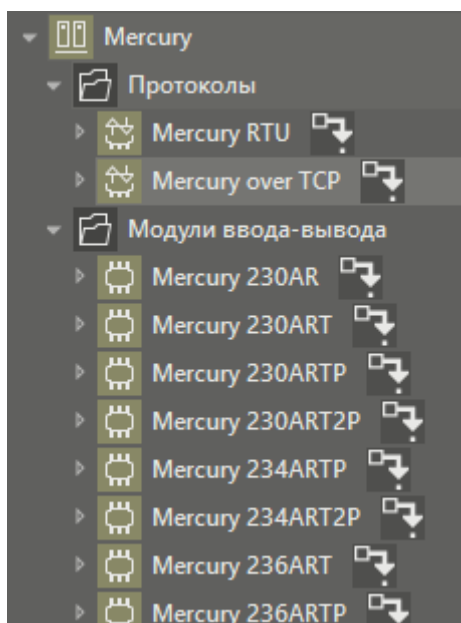 Mercury
Протоколы
Mercury RTU
Mercury over TCP
Модули ввода-вывода
Mercury 230AR
Mercury 230ART
Mercury 230ARTP
Mercury 230ART2P
Mercury 234ARTP
Mercury 234ART2P
Mercury 236ART
Mercury 236ARTP